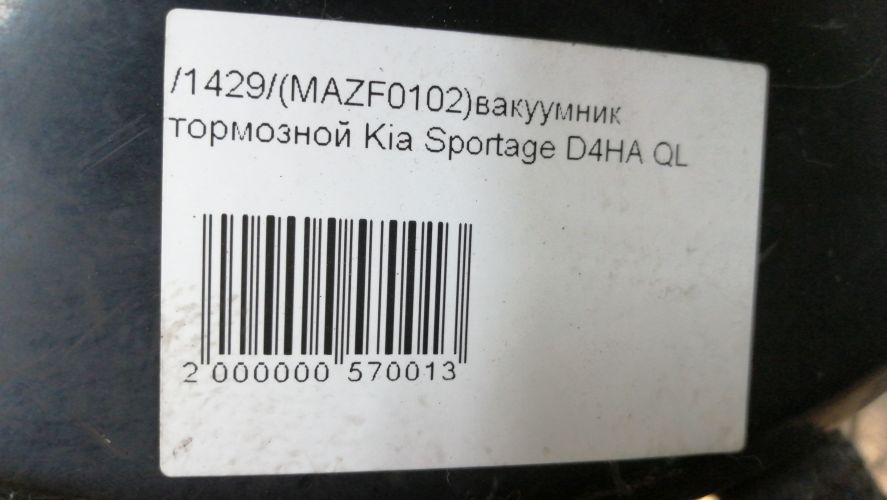 /1429/(MAZF0102)вакуумник
тормозной Kia Sportage D4HA QL
2 000000 570013